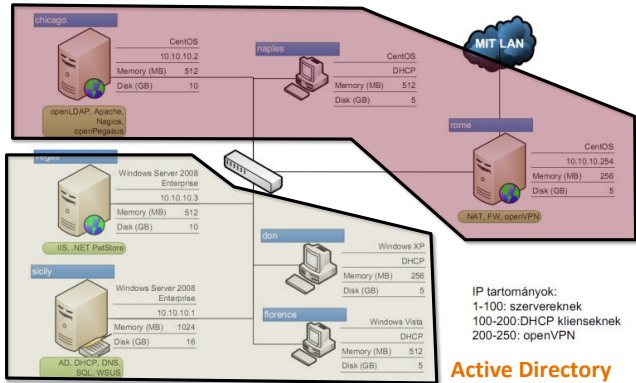 chicago
CentOS
10.10.10.2
Memory (MB) 512
Disk (GB) 10
openLDAP, Apache,
Nagios,
openPegasus
naples
CentOS
DHCP
Memory (MB) 512
Disk (GB) 5
MIT LAN
rome
CentOS
10.10.10.254
Memory (MB) 256
Disk (GB) 5
NAT, FW, openVPN
vegas
Windows Server 2008
Enterprise
10.10.10.3
Memory (MB) 512
Disk (GB) 10
IIS, .NET PetStore
don
Windows XP
DHCP
Memory (MB) 256
Disk (GB) 5
sicily
Windows Server 2008
Enterprise
10.10.10.1
Memory (MB) 1024
Disk (GB) 16
AD, DHCP, DNS,
SQL, WSUS
florence
Windows Vista
DHCP
Memory (MB) 512
Disk (GB) 5
IP tartományok:
1-100: szervereknek
100-200:DHCP klienseknek
200-250: openVPN
Active Directory